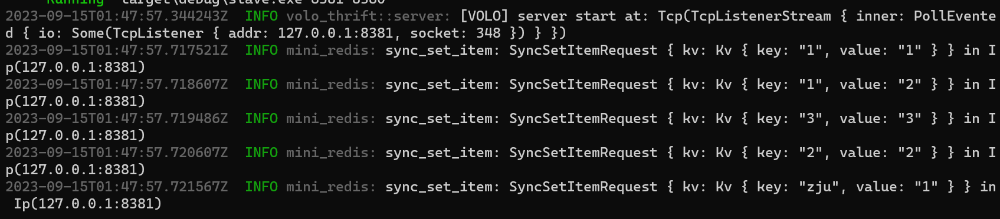 Running `target\debug\slave.exe 8381 8380`
2023-09-15T01:47:57.344243Z  INFO volo_thrift::server: [VOLO] server start at: Tcp(TcpListenerStream { inner: PollEvente
d { io: Some(TcpListener { addr: 127.0.0.1:8381, socket: 348 }) } })
2023-09-15T01:47:57.717521Z  INFO mini_redis: sync_set_item: SyncSetItemRequest { kv: Kv { key: "1", value: "1" } } in I
p(127.0.0.1:8381)
2023-09-15T01:47:57.718607Z  INFO mini_redis: sync_set_item: SyncSetItemRequest { kv: Kv { key: "1", value: "2" } } in I
p(127.0.0.1:8381)
2023-09-15T01:47:57.719486Z  INFO mini_redis: sync_set_item: SyncSetItemRequest { kv: Kv { key: "3", value: "3" } } in I
p(127.0.0.1:8381)
2023-09-15T01:47:57.720607Z  INFO mini_redis: sync_set_item: SyncSetItemRequest { kv: Kv { key: "2", value: "2" } } in I
p(127.0.0.1:8381)
2023-09-15T01:47:57.721567Z  INFO mini_redis: sync_set_item: SyncSetItemRequest { kv: Kv { key: "zju", value: "1" } } in
 Ip(127.0.0.1:8381)